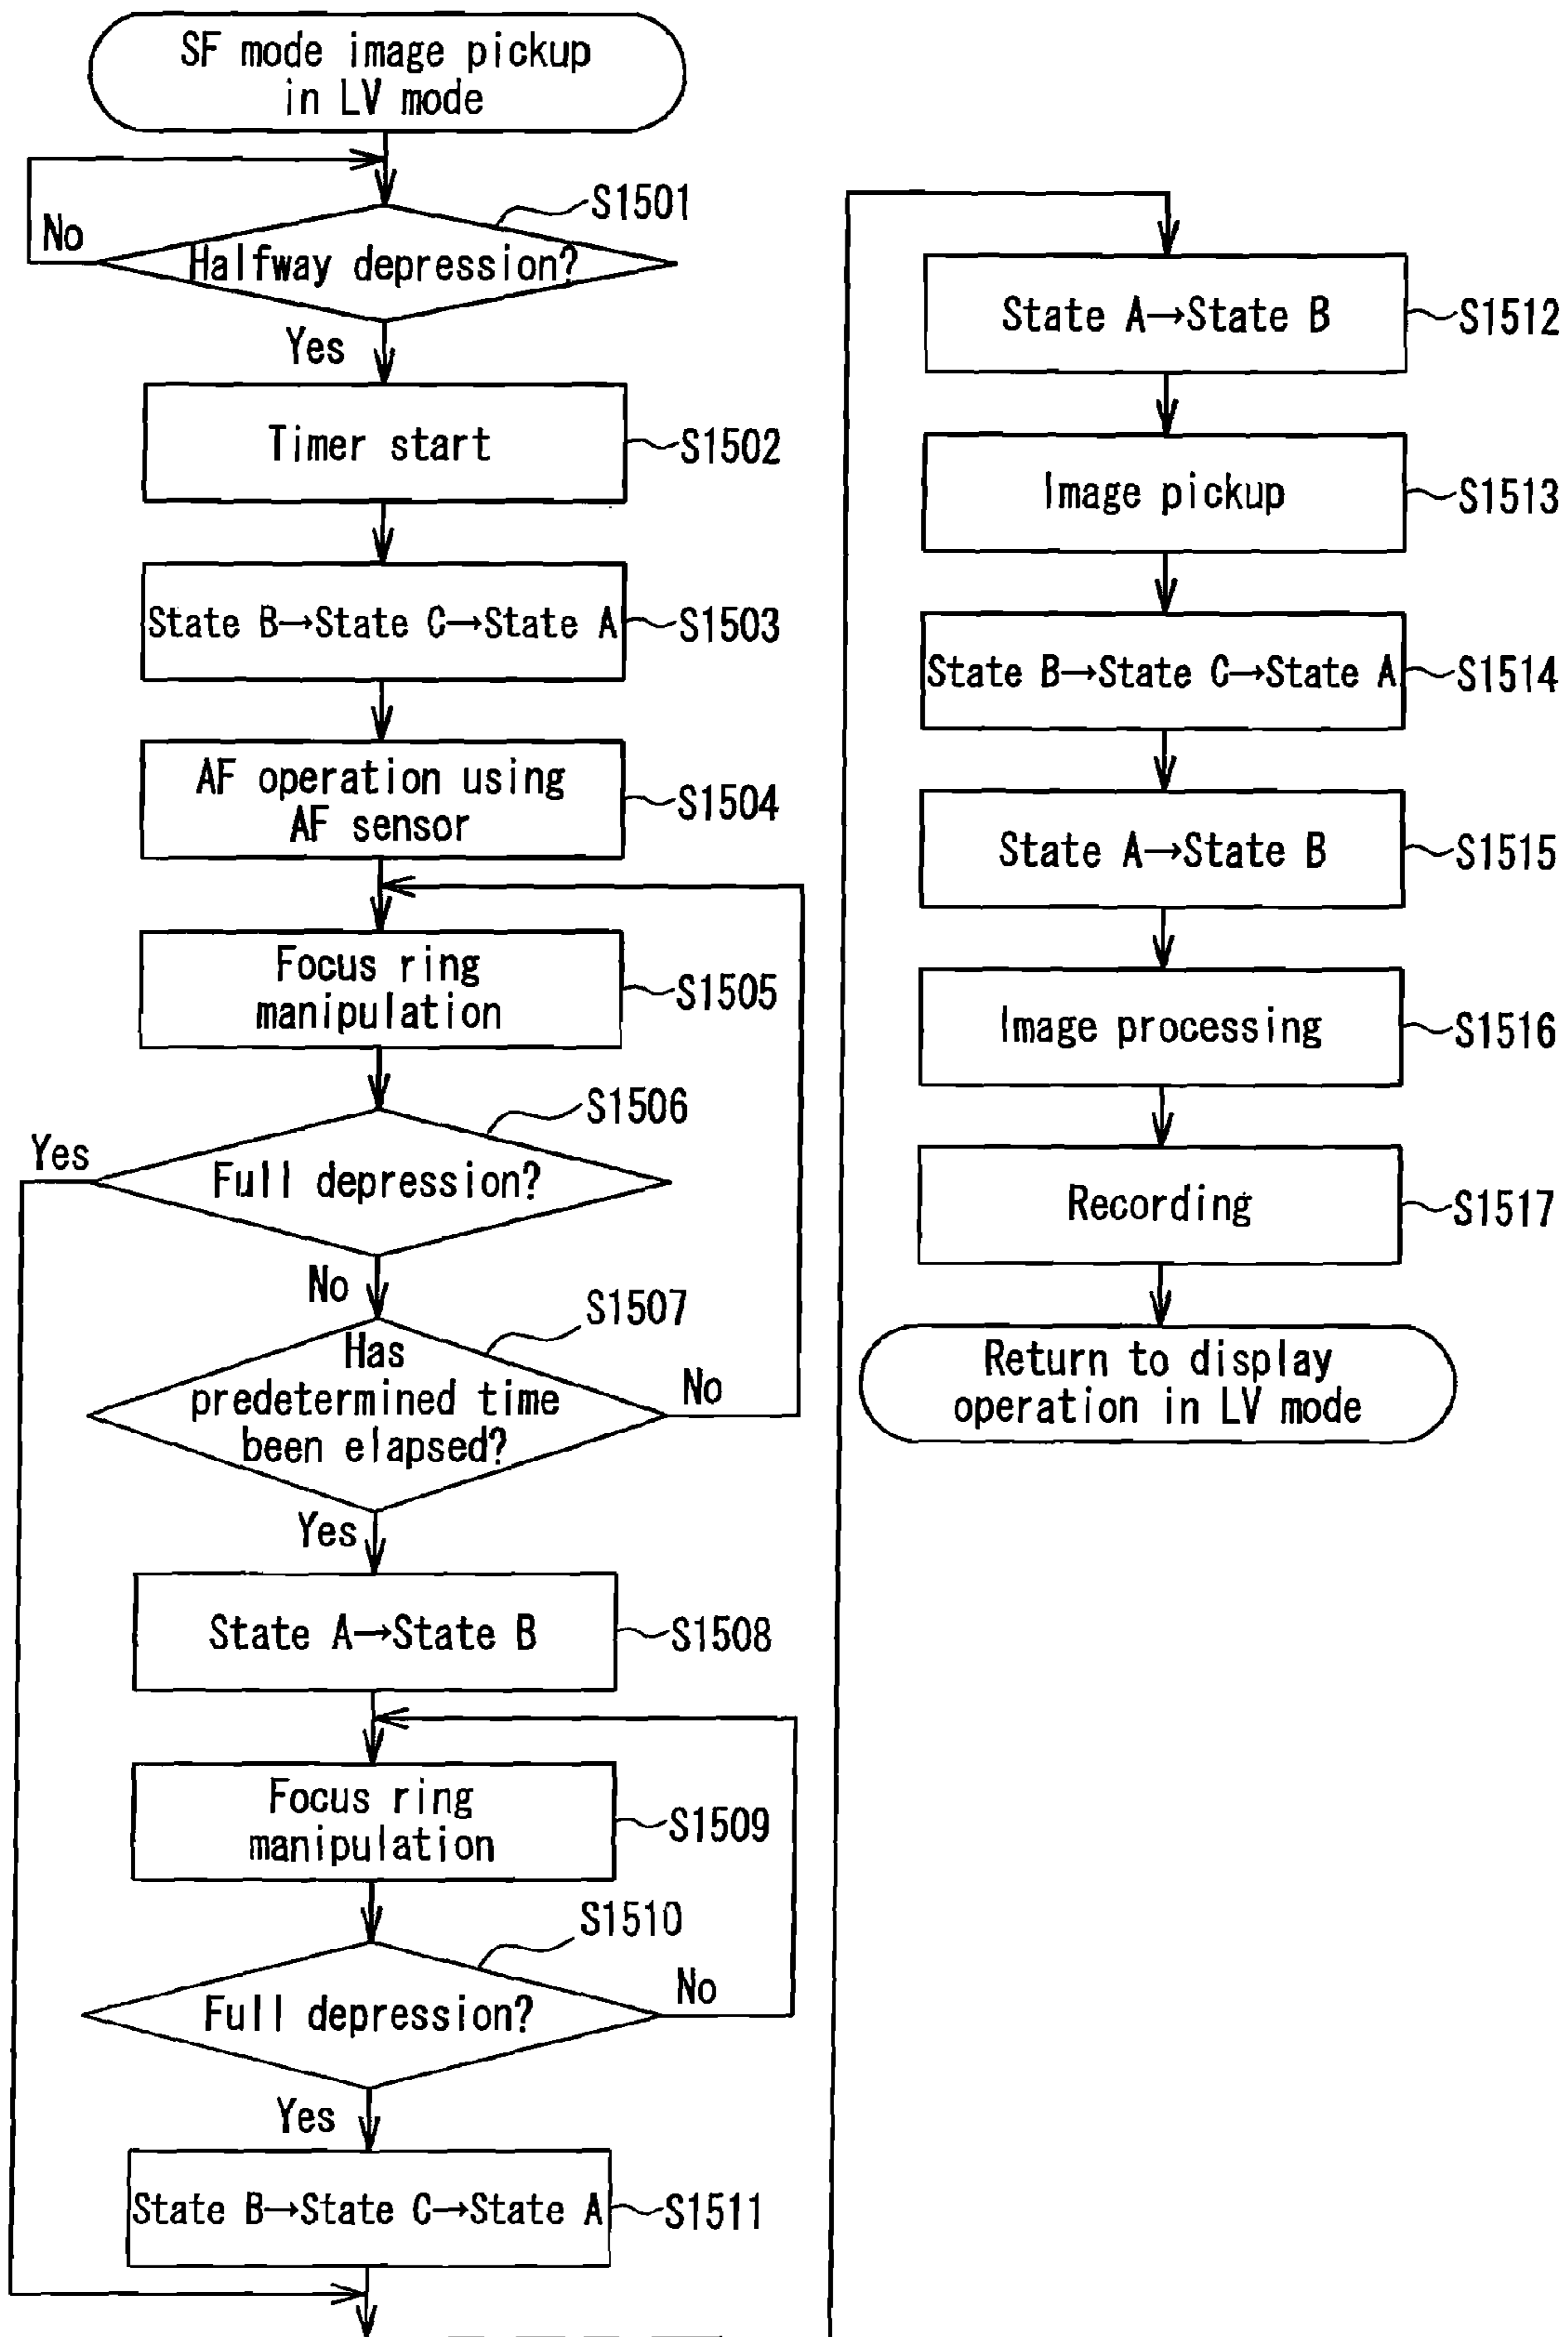 SF mode image pickup
in LV mode
S1501
No
Halfway depression?
Yes
Timer start
S1502
State B→State C→State A
S1503
AF operation using
AF sensor
S1504
Focus ring
manipulation
S1505
S1506
Yes
Full depression?
No
S1507
Has
predetermined time
been elapsed?
No
Yes
State A→State B
S1508
Focus ring
manipulation
S1509
S1510
Full depression?
No
Yes
State B→State C→State A
S1511
State A→State B
S1512
Image pickup
S1513
State B→State C→State A
S1514
State A→State B
S1515
Image processing
S1516
Recording
S1517
Return to display
operation in LV mode